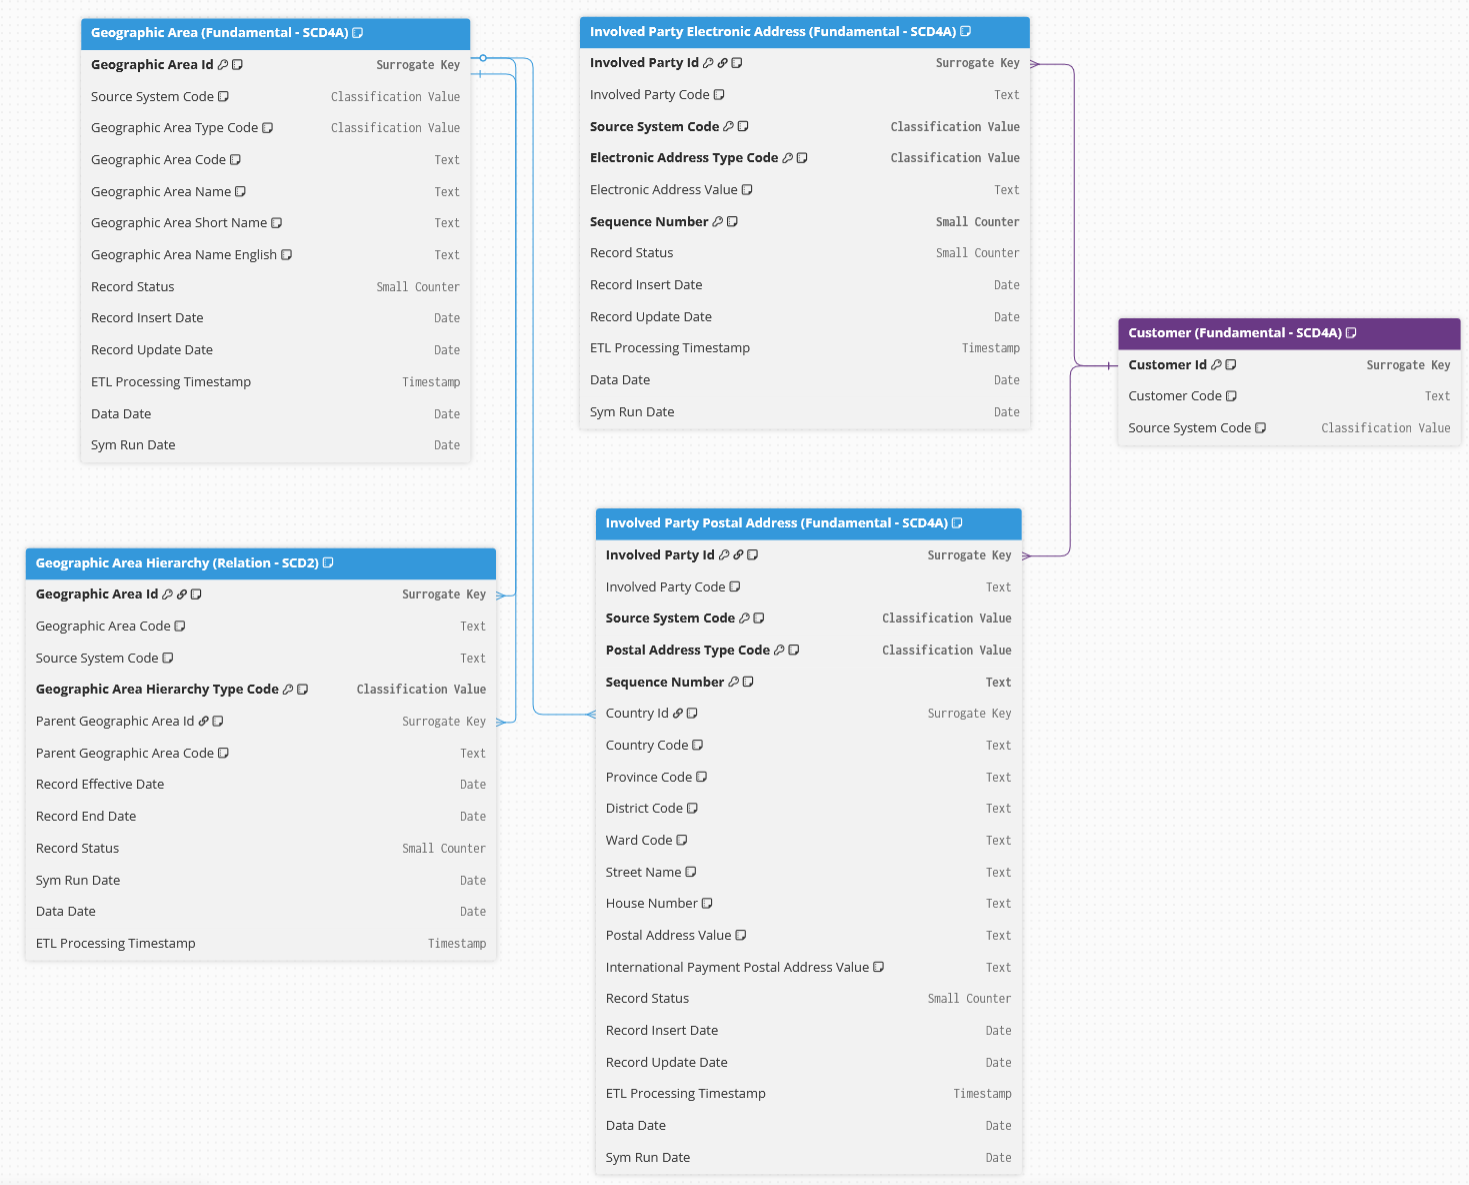 Geographic Area (Fundamental - SCD4A)
Geographic Area Id Surrogate Key
Source System Code Classification Value
Geographic Area Type Code Classification Value
Geographic Area Code Text
Geographic Area Name Text
Geographic Area Short Name Text
Geographic Area Name English Text
Record Status Small Counter
Record Insert Date Date
Record Update Date Date
ETL Processing Timestamp Timestamp
Data Date Date
Sym Run Date Date
Involved Party Electronic Address (Fundamental - SCD4A)
Involved Party Id Surrogate Key
Involved Party Code Text
Source System Code Classification Value
Electronic Address Type Code Classification Value
Electronic Address Value Text
Sequence Number Small Counter
Record Status Small Counter
Record Insert Date Date
Record Update Date Date
ETL Processing Timestamp Timestamp
Data Date Date
Sym Run Date Date
Customer (Fundamental - SCD4A)
Customer Id Surrogate Key
Customer Code Text
Source System Code Classification Value
Geographic Area Hierarchy (Relation - SCD2)
Geographic Area Id Surrogate Key
Geographic Area Code Text
Source System Code Text
Geographic Area Hierarchy Type Code Classification Value
Parent Geographic Area Id Surrogate Key
Parent Geographic Area Code Text
Record Effective Date Date
Record End Date Date
Record Status Small Counter
Sym Run Date Date
Data Date Date
ETL Processing Timestamp Timestamp
Involved Party Postal Address (Fundamental - SCD4A)
Involved Party Id Surrogate Key
Involved Party Code Text
Source System Code Classification Value
Postal Address Type Code Classification Value
Sequence Number Text
Country Id Surrogate Key
Country Code Text
Province Code Text
District Code Text
Ward Code Text
Street Name Text
House Number Text
Postal Address Value Text
International Payment Postal Address Value Text
Record Status Small Counter
Record Insert Date Date
Record Update Date Date
ETL Processing Timestamp Timestamp
Data Date Date
Sym Run Date Date